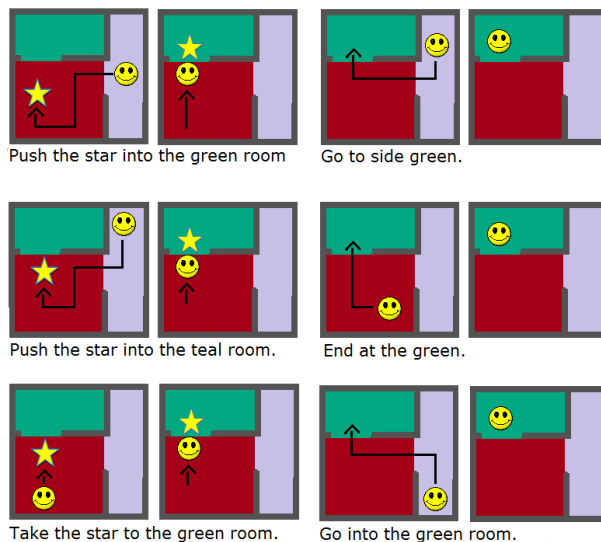 Push the star into the green room
Go to side green.
Push the star into the teal room.
End at the green.
Take the star to the green room.
Go into the green room.